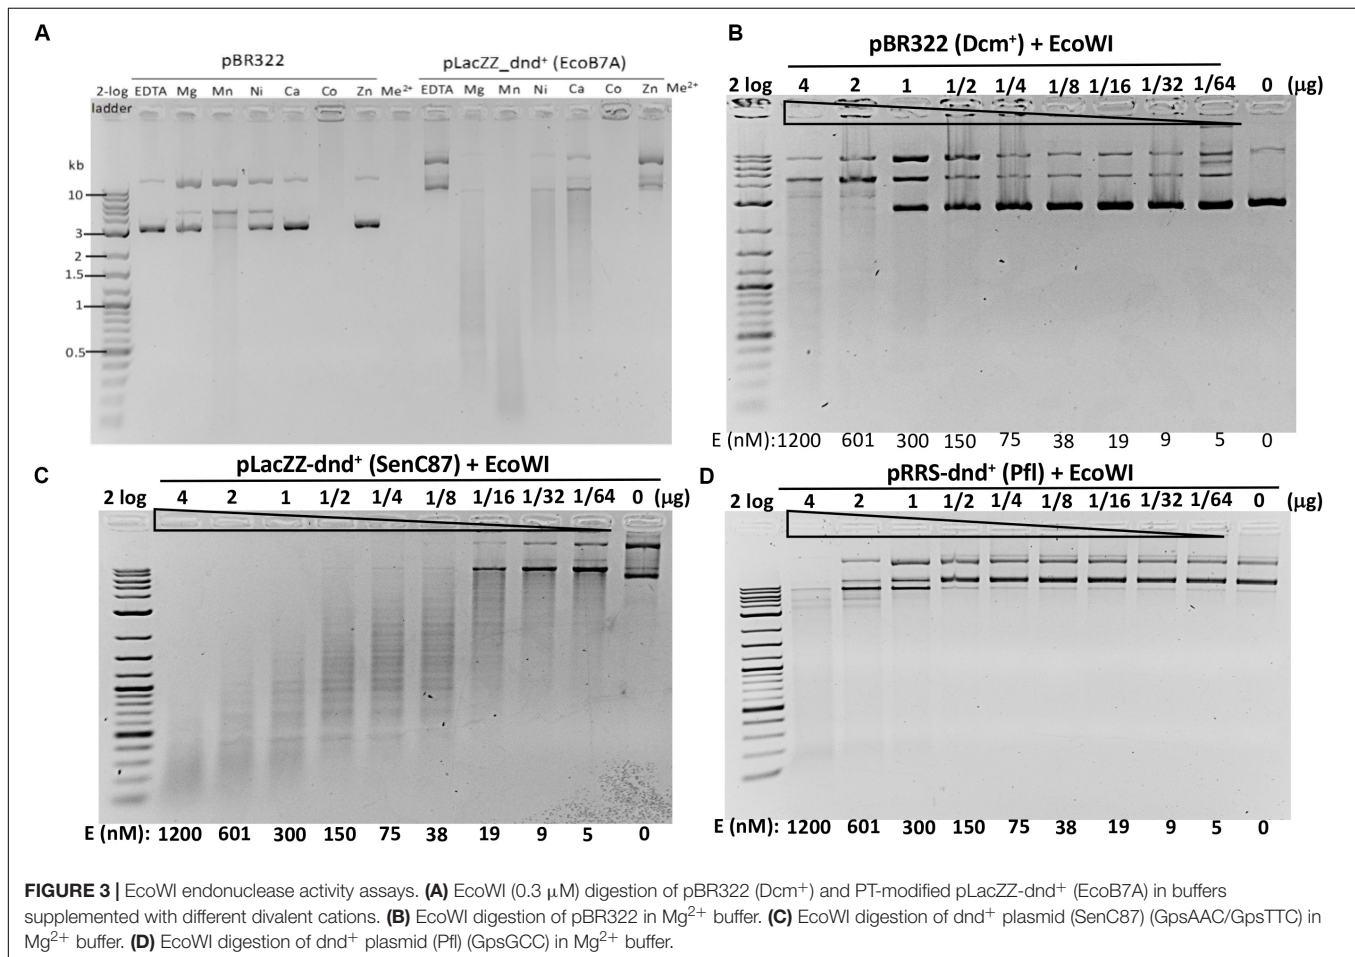 A
pBR322
pLacZZ_dnd⁺ (EcoB7A)
2-log ladder EDTA Mg Mn Ni Ca Co Zn Me²⁺ EDTA Mg Mn Ni Ca Co Zn Me²⁺
kb
10
3
2
1.5
1
0.5
B
pBR322 (Dcm⁺) + EcoWI
2 log 4 2 1 1/2 1/4 1/8 1/16 1/32 1/64 0 (μg)
E (nM): 1200 601 300 150 75 38 19 9 5 0
C
pLacZZ-dnd⁺ (SenC87) + EcoWI
2 log 4 2 1 1/2 1/4 1/8 1/16 1/32 1/64 0 (μg)
E (nM): 1200 601 300 150 75 38 19 9 5 0
D
pRRS-dnd⁺ (Pfl) + EcoWI
2 log 4 2 1 1/2 1/4 1/8 1/16 1/32 1/64 0 (μg)
E (nM): 1200 601 300 150 75 38 19 9 5 0
FIGURE 3 | EcoWI endonuclease activity assays. (A) EcoWI (0.3 μM) digestion of pBR322 (Dcm⁺) and PT-modified pLacZZ-dnd⁺ (EcoB7A) in buffers
supplemented with different divalent cations. (B) EcoWI digestion of pBR322 in Mg²⁺ buffer. (C) EcoWI digestion of dnd⁺ plasmid (SenC87) (GpsAAC/GpsTTC) in
Mg²⁺ buffer. (D) EcoWI digestion of dnd⁺ plasmid (Pfl) (GpsGCC) in Mg²⁺ buffer.